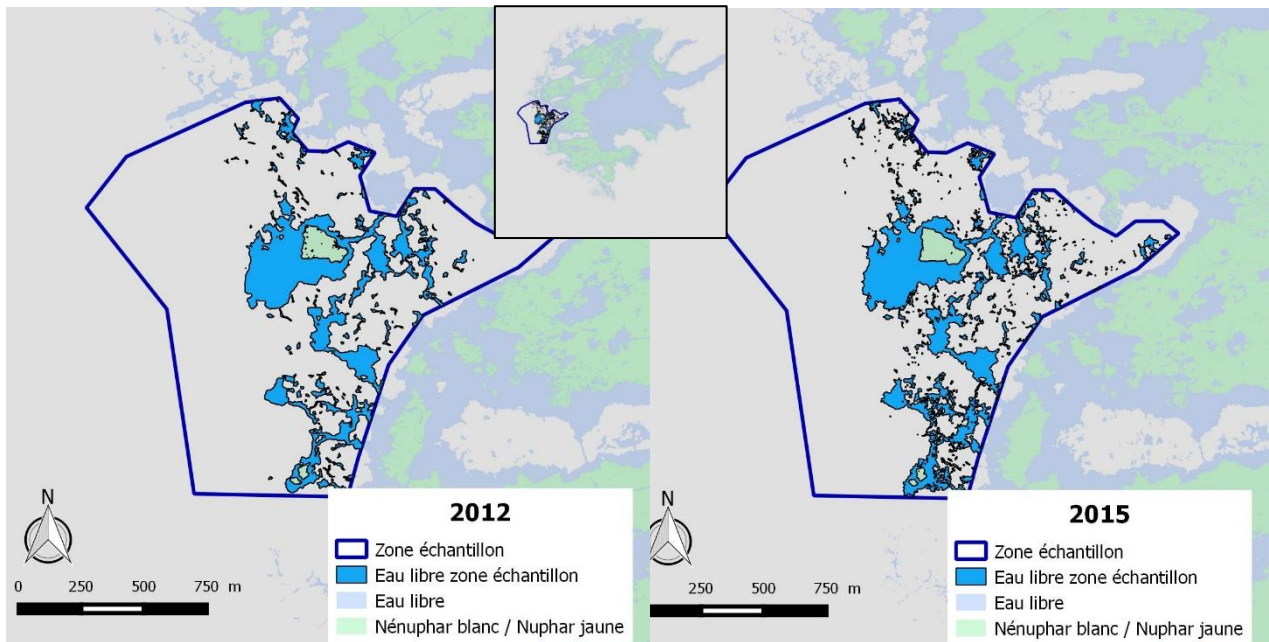 N
0 250 500 750 m
2012
Zone échantillon
Eau libre zone échantillon
Eau libre
Nénuphar blanc / Nuphar jaune
N
250 500 750 m
2015
Zone échantillon
Eau libre zone échantillon
Eau libre
Nénuphar blanc / Nuphar jaune